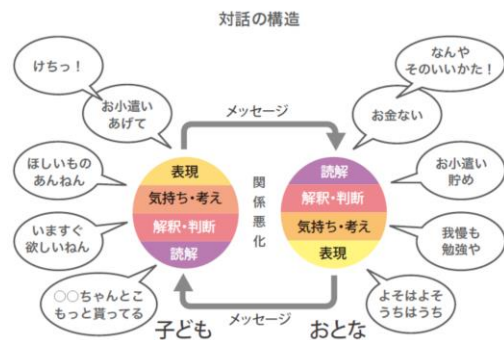 対話の構造
けちっ！
お小遣い
あげて
ほしいもの
あんねん
いますぐ
欲しいねん
○○ちゃんとこ
もっと貰ってる
表現
気持ち・考え
解釈・判断
読解
子ども
メッセージ
関係悪化
メッセージ
なんや
そのいいかた！
お金ない
お小遣い
貯め
我慢も
勉強や
よそはよそ
うちはうち
読解
解釈・判断
気持ち・考え
表現
おとな